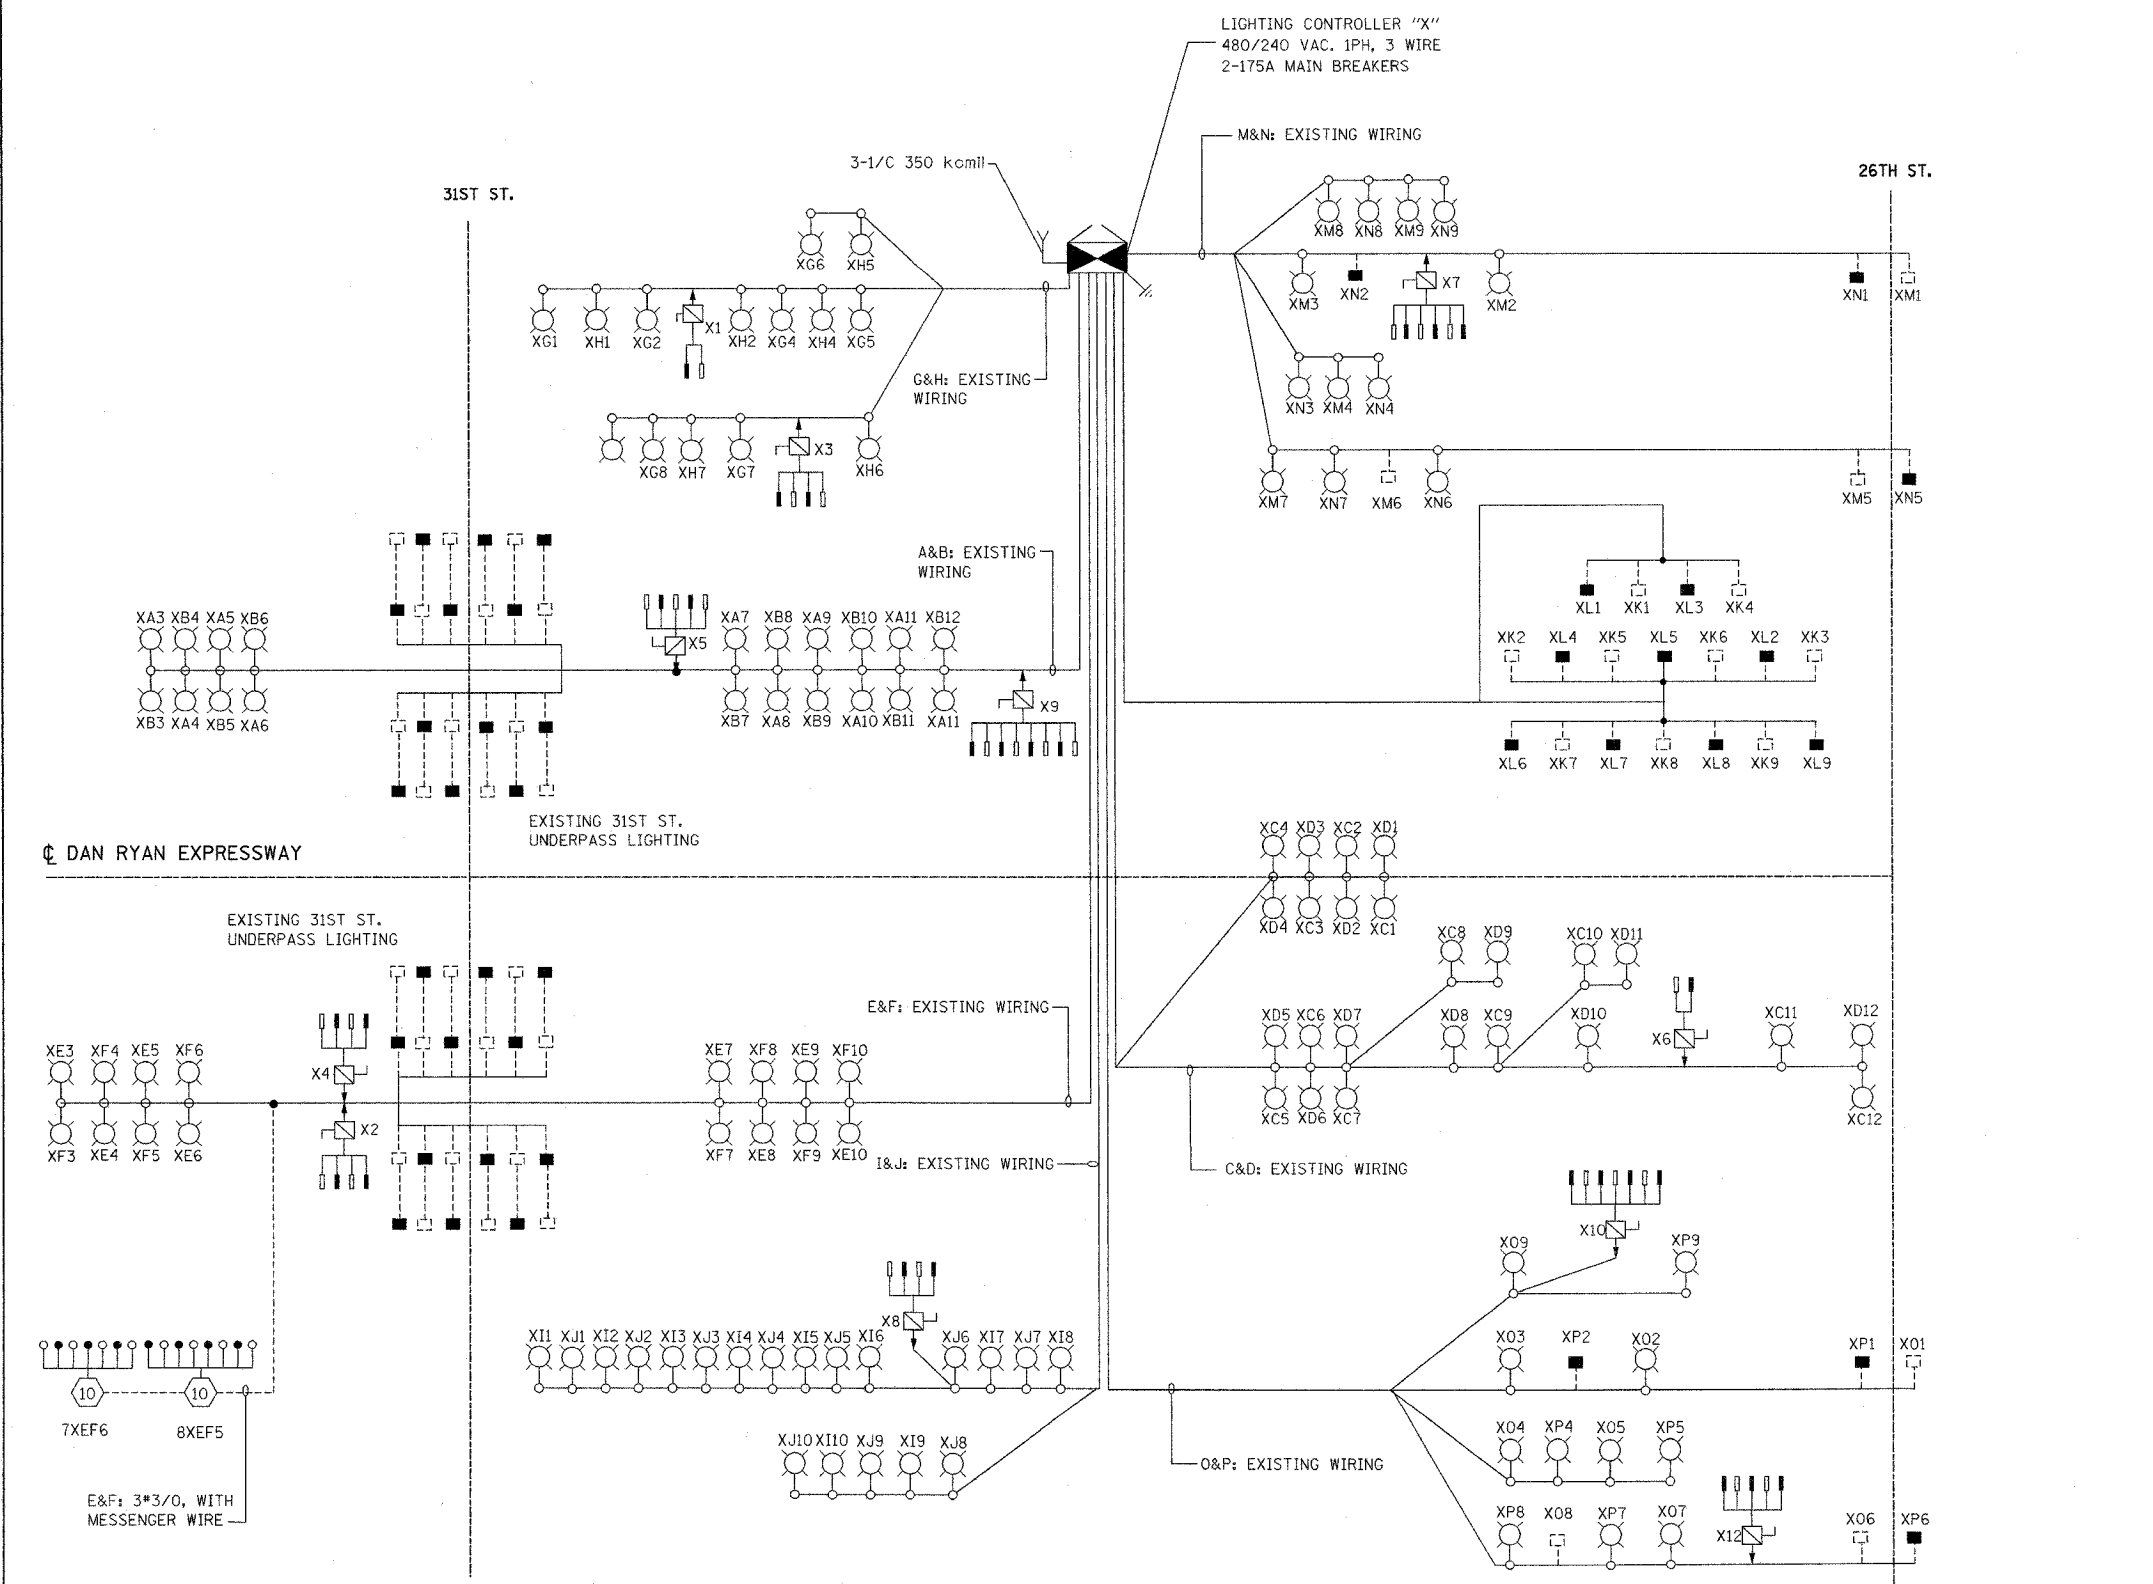 LIGHTING CONTROLLER "X"
480/240 VAC. 1PH, 3 WIRE
2-175A MAIN BREAKERS
M&N: EXISTING WIRING
3-1/C 350 kcmil
26TH ST.
31ST ST.
XM8 XN8 XM9 XN9
XG6 XH5
XM3 XN2 X7 XM2 XN1 XM1
XG1 XH1 XG2 X1 XH2 XG4 XH4 XG5
G&H: EXISTING
WIRING
XN3 XM4 XN4
XG8 XH7 XG7 X3 XH6
XM7 XN7 XM6 XN6 XM5 XN5
A&B: EXISTING
WIRING
XL1 XK1 XL3 XK4
XA3 XB4 XA5 XB6
X5
XA7 XB8 XA9 XB10 XA11 XB12
XK2 XL4 XK5 XL5 XK6 XL2 XK3
XB3 XA4 XB5 XA6
XB7 XA8 XB9 XA10 XB11 XA11
X9
XL6 XK7 XL7 XK8 XL8 XK9 XL9
EXISTING 31ST ST.
UNDERPASS LIGHTING
℄ DAN RYAN EXPRESSWAY
XC4 XD3 XC2 XD1
XD4 XC3 XD2 XC1
EXISTING 31ST ST.
UNDERPASS LIGHTING
XC8 XD9 XC10 XD11
E&F: EXISTING WIRING
XD5 XC6 XD7 XD8 XC9 XD10 X6 XC11 XD12
XE3 XF4 XE5 XF6 X4
XE7 XF8 XE9 XF10
XC5 XD6 XC7 XC12
XF3 XE4 XF5 XE6 X2
XF7 XE8 XF9 XE10
I&J: EXISTING WIRING
C&D: EXISTING WIRING
X10
XO9 XP9
X8
XI1 XJ1 XI2 XJ2 XI3 XJ3 XI4 XJ4 XI5 XJ5 XI6 XJ6 XI7 XJ7 XI8
XO3 XP2 XO2 XP1 XO1
10 10
7XEF6 8XEF5
XJ10 XI10 XJ9 XI9 XJ8
XO4 XP4 XO5 XP5
O&P: EXISTING WIRING
E&F: 3#3/0, WITH
MESSENGER WIRE
XP8 XO8 XP7 XO7 X12 XO6 XP6